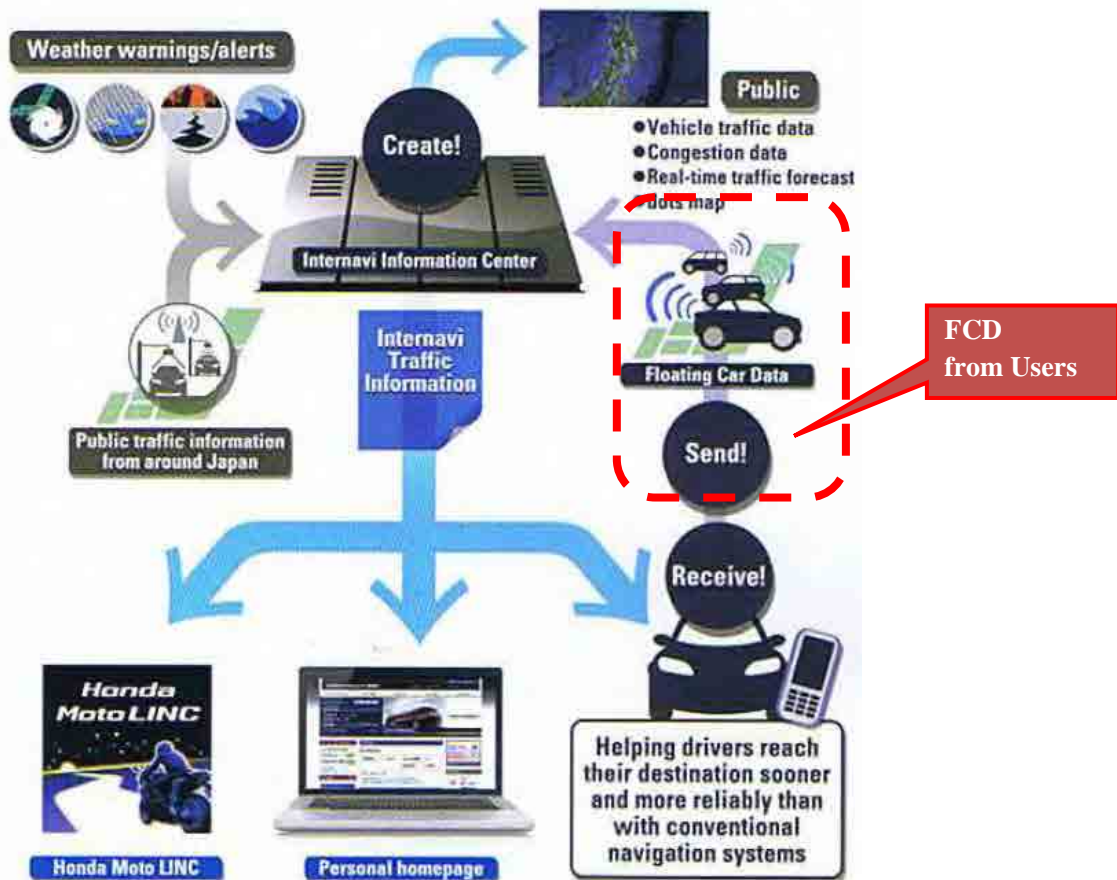 Weather warnings/alerts
Public
●Vehicle traffic data
●Congestion data
●Real-time traffic forecast
●dots map
Create!
Internavi Information Center
Internavi
Traffic
Information
Public traffic information
from around Japan
Floating Car Data
FCD
from Users
Send!
Receive!
Honda
Moto LINC
Honda Moto LINC
Personal homepage
Helping drivers reach
their destination sooner
and more reliably than
with conventional
navigation systems